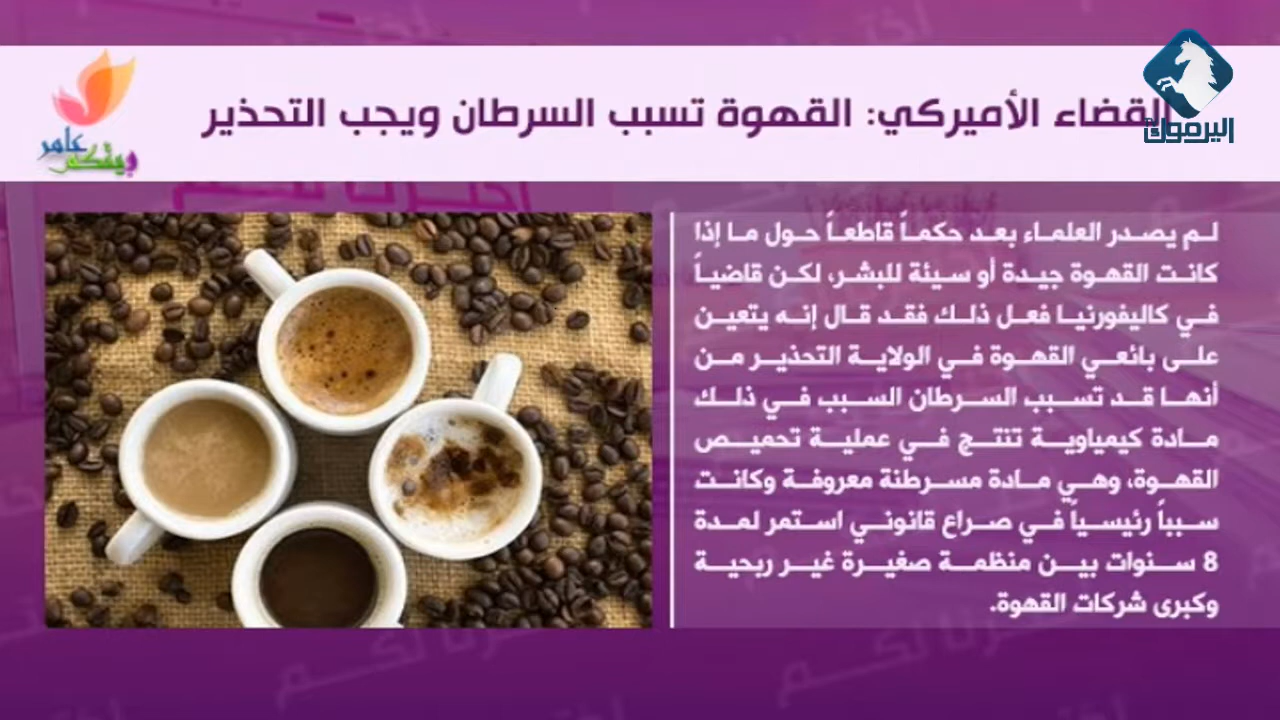 اليرموك
القضاء الأميركي: القهوة تسبب السرطان ويجب التحذير
بيتكم عامر
لم يصدر العلماء بعد حكماً قاطعاً حول ما إذا
كانت القهوة جيدة أو سيئة للبشر، لكن قاضياً
في كاليفورنيا فعل ذلك فقد قال إنه يتعين
على بائعي القهوة في الولاية التحذير من
أنها قد تسبب السرطان السبب في ذلك
مادة كيمياوية تنتج في عملية تحميص
القهوة، وهي مادة مسرطنة معروفة وكانت
سبباً رئيسياً في صراع قانوني استمر لمدة
8 سنوات بين منظمة صغيرة غير ربحية
وكبرى شركات القهوة.
اخترنا لكم